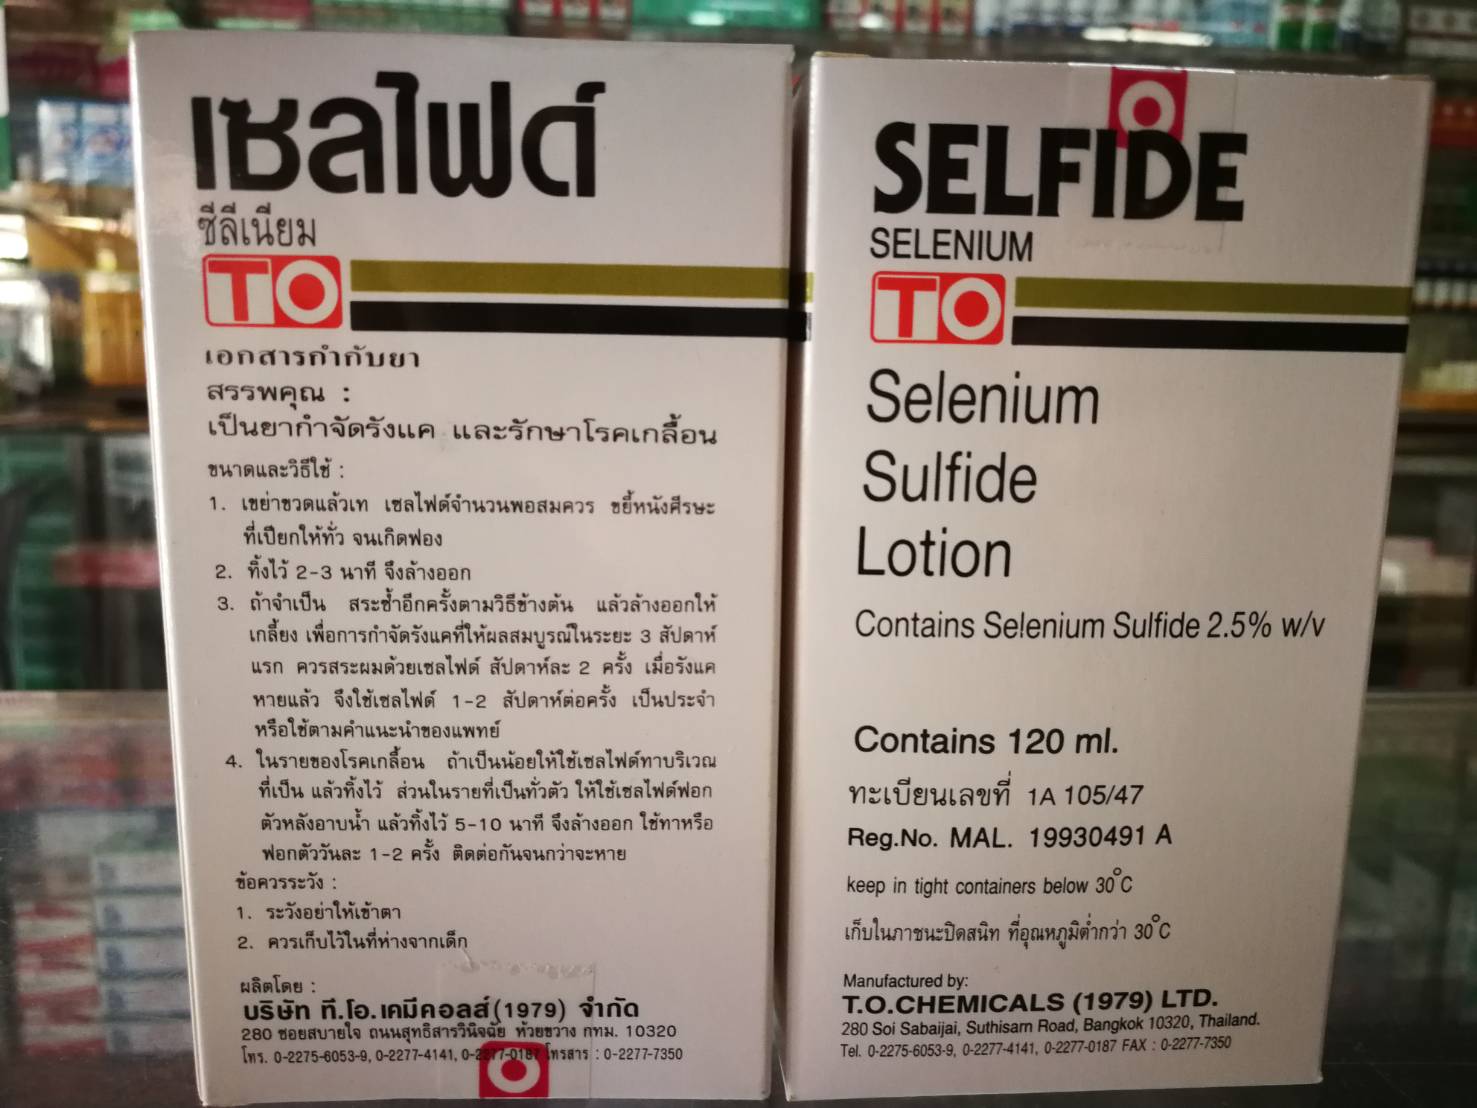 เซลไฟด์
ซีลีเนียม
TO
เอกสารกำกับยา
สรรพคุณ :
เป็นยากำจัดรังแค และรักษาโรคเกลื้อน
ขนาดและวิธีใช้ :
1. เขย่าขวดแล้วเท เซลไฟด์จำนวนพอสมควร ขยี้หนังศีรษะ
ที่เปียกให้ทั่ว จนเกิดฟอง
2. ทิ้งไว้ 2-3 นาที จึงล้างออก
3. ถ้าจำเป็น สระซ้ำอีกครั้งตามวิธีข้างต้น แล้วล้างออกให้
เกลี้ยง เพื่อการกำจัดรังแคที่ให้ผลสมบูรณ์ในระยะ 3 สัปดาห์
แรก ควรสระผมด้วยเซลไฟด์ สัปดาห์ละ 2 ครั้ง เมื่อรังแค
หายแล้ว จึงใช้เซลไฟด์ 1-2 สัปดาห์ต่อครั้ง เป็นประจำ
หรือใช้ตามคำแนะนำของแพทย์
4. ในรายของโรคเกลื้อน ถ้าเป็นน้อยให้ใช้เซลไฟด์ทาบริเวณ
ที่เป็น แล้วทิ้งไว้ ส่วนในรายที่เป็นทั่วตัว ให้ใช้เซลไฟด์ฟอก
ตัวหลังอาบน้ำ แล้วทิ้งไว้ 5-10 นาที จึงล้างออก ใช้ทาหรือ
ฟอกตัววันละ 1-2 ครั้ง ติดต่อกันจนกว่าจะหาย
ข้อควรระวัง :
1. ระวังอย่าให้เข้าตา
2. ควรเก็บไว้ในที่ห่างจากเด็ก
ผลิตโดย :
บริษัท ที.โอ.เคมีคอลส์(1979) จำกัด
280 ซอยสบายใจ ถนนสุทธิสารวินิจฉัย ห้วยขวาง กทม. 10320
โทร. 0-2275-6053-9, 0-2277-4141, 0-2277-0187 โทรสาร : 0-2277-7350
SELFIDE
SELENIUM
TO
Selenium
Sulfide
Lotion
Contains Selenium Sulfide 2.5% w/v
Contains 120 ml.
ทะเบียนเลขที่ 1A 105/47
Reg.No. MAL. 19930491 A
keep in tight containers below 30°C
เก็บในภาชนะปิดสนิท ที่อุณหภูมิต่ำกว่า 30°C
Manufactured by:
T.O.CHEMICALS (1979) LTD.
280 Soi Sabaijai, Suthisarn Road, Bangkok 10320, Thailand.
Tel. 0-2275-6053-9, 0-2277-4141, 0-2277-0187 FAX : 0-2277-7350